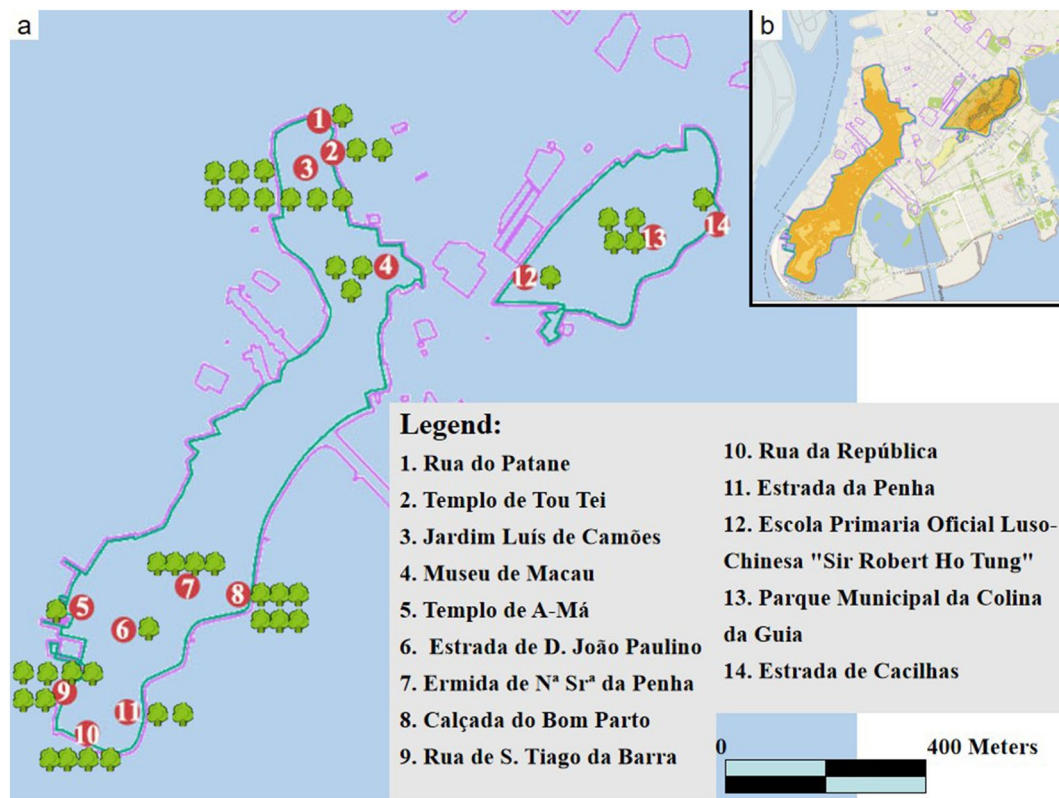 a
b
1
2
3
4
5
6
7
8
9
10
11
12
13
14
Legend:
1. Rua do Patane
2. Templo de Tou Tei
3. Jardim Luís de Camões
4. Museu de Macau
5. Templo de A-Má
6. Estrada de D. João Paulino
7. Ermida de Nª Srª da Penha
8. Calçada do Bom Parto
9. Rua de S. Tiago da Barra
10. Rua da República
11. Estrada da Penha
12. Escola Primaria Oficial Luso-
Chinesa "Sir Robert Ho Tung"
13. Parque Municipal da Colina
da Guia
14. Estrada de Cacilhas
0 400 Meters